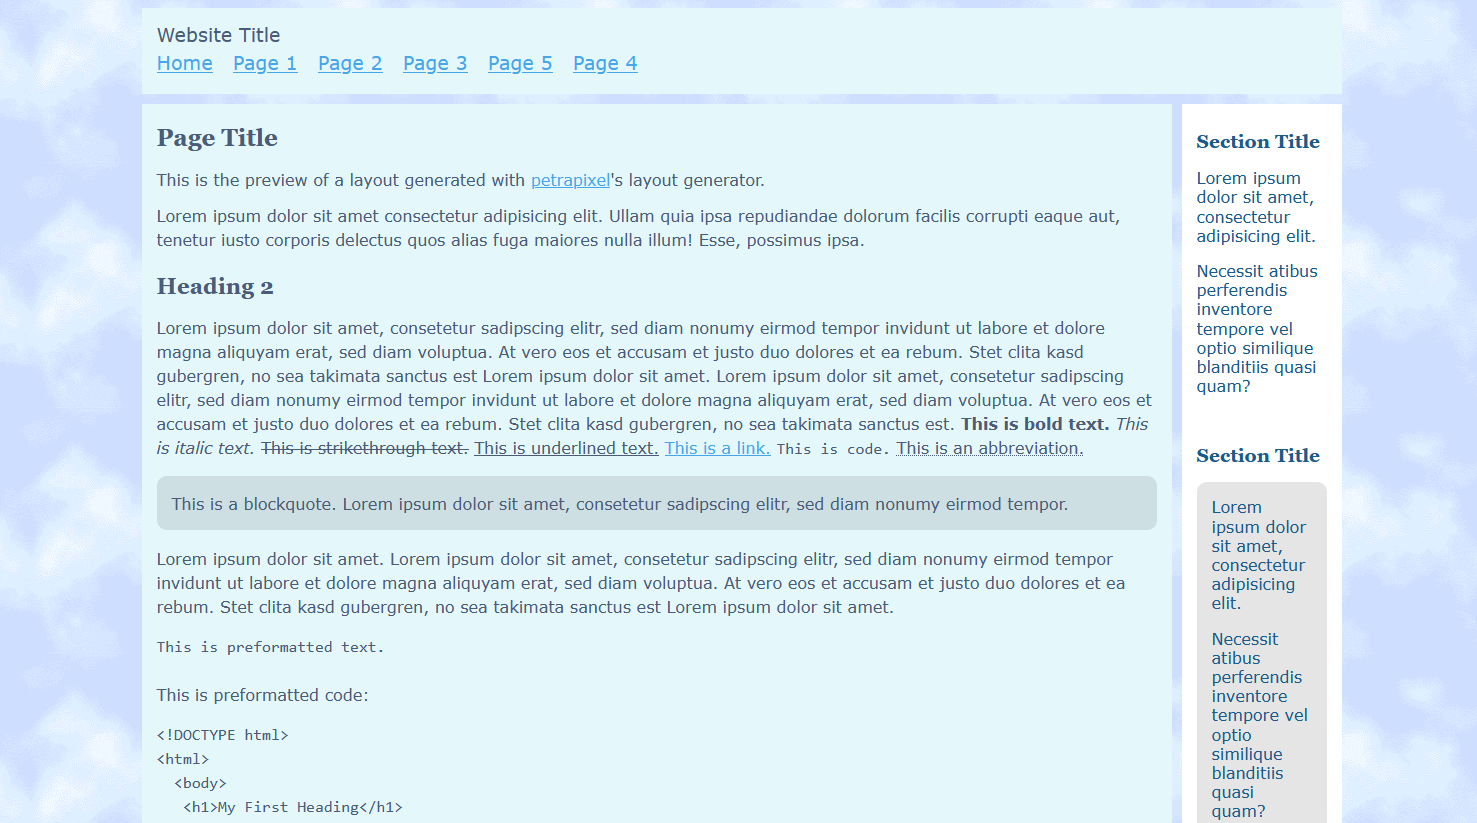 Website Title
Home Page 1 Page 2 Page 3 Page 5 Page 4
Page Title
This is the preview of a layout generated with petrapixel's layout generator.
Lorem ipsum dolor sit amet consectetur adipisicing elit. Ullam quia ipsa repudiandae dolorum facilis corrupti eaque aut,
tenetur iusto corporis delectus quos alias fuga maiores nulla illum! Esse, possimus ipsa.
Heading 2
Lorem ipsum dolor sit amet, consetetur sadipscing elitr, sed diam nonumy eirmod tempor invidunt ut labore et dolore
magna aliquyam erat, sed diam voluptua. At vero eos et accusam et justo duo dolores et ea rebum. Stet clita kasd
gubergren, no sea takimata sanctus est Lorem ipsum dolor sit amet. Lorem ipsum dolor sit amet, consetetur sadipscing
elitr, sed diam nonumy eirmod tempor invidunt ut labore et dolore magna aliquyam erat, sed diam voluptua. At vero eos et
accusam et justo duo dolores et ea rebum. Stet clita kasd gubergren, no sea takimata sanctus est. This is bold text. This
is italic text. This is strikethrough text. This is underlined text. This is a link. This is code. This is an abbreviation.
This is a blockquote. Lorem ipsum dolor sit amet, consetetur sadipscing elitr, sed diam nonumy eirmod tempor.
Lorem ipsum dolor sit amet. Lorem ipsum dolor sit amet, consetetur sadipscing elitr, sed diam nonumy eirmod tempor
invidunt ut labore et dolore magna aliquyam erat, sed diam voluptua. At vero eos et accusam et justo duo dolores et ea
rebum. Stet clita kasd gubergren, no sea takimata sanctus est Lorem ipsum dolor sit amet.
This is preformatted text.
This is preformatted code:
<!DOCTYPE html>
<html>
<body>
<h1>My First Heading</h1>
Section Title
Lorem ipsum
dolor sit amet,
consectetur
adipisicing elit.
Necessit atibus
perferendis
inventore
tempore vel
optio similique
blanditiis quasi
quam?
Section Title
Lorem
ipsum dolor
sit amet,
consectetur
adipisicing
elit.
Necessit
atibus
perferendis
inventore
tempore vel
optio
similique
blanditiis
quasi
quam?